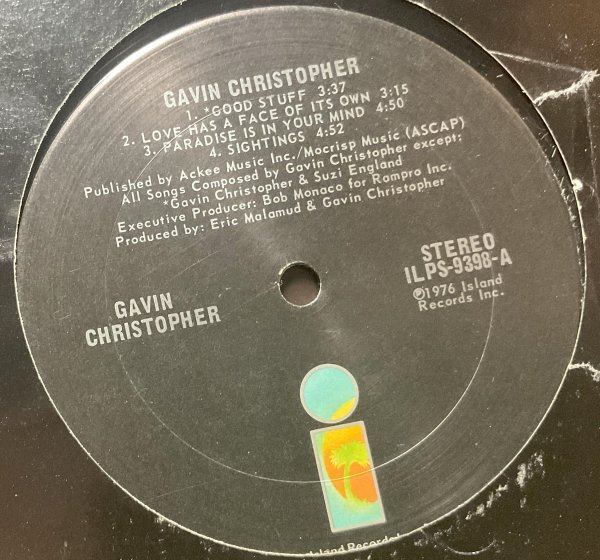 GAVIN CHRISTOPHER
1. *GOOD STUFF 3:37
2. LOVE HAS A FACE OF ITS OWN 3:15
3. PARADISE IS IN YOUR MIND 4:50
4. SIGHTINGS 4:52
Published by Ackee Music Inc./Mocrisp Music (ASCAP)
All Songs Composed by Gavin Christopher except:
*Gavin Christopher & Suzi England
Executive Producer: Bob Monaco for Rampro Inc.
Produced by: Eric Malamud & Gavin Christopher
STEREO
ILPS-9398-A
℗1976 Island
Records Inc.
GAVIN
CHRISTOPHER
Island Records